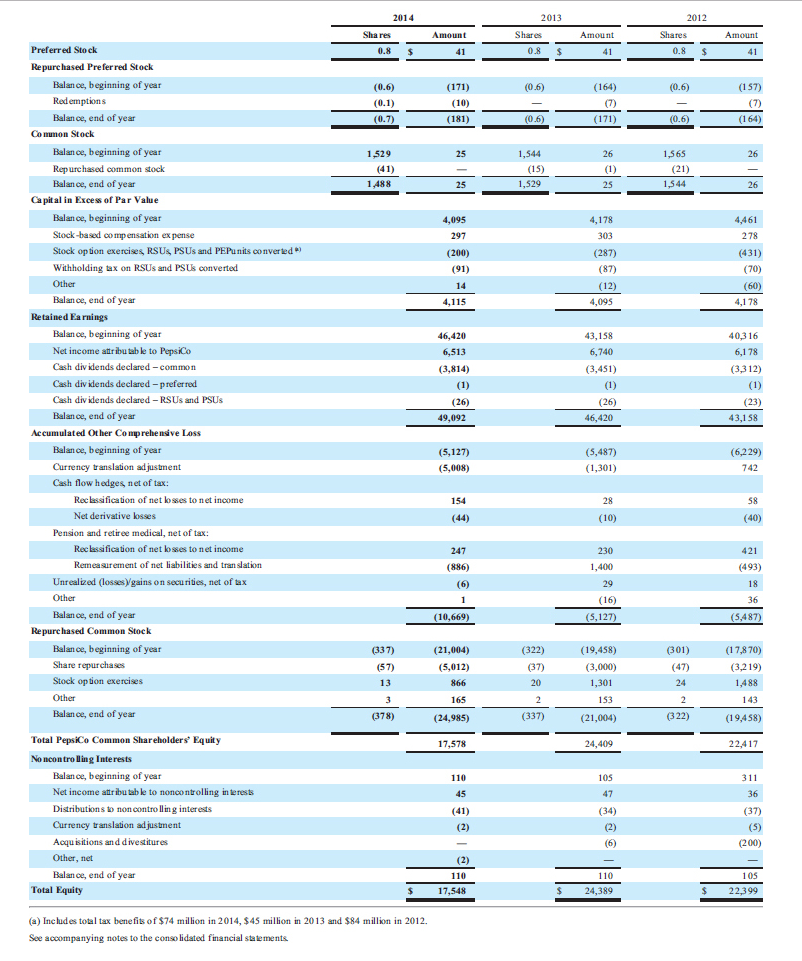 2014 2013 2012
Shares Amount Shares Amount Shares Amount
Preferred Stock 0.8 $ 41 0.8 $ 41 0.8 $ 41
Repurchased Preferred Stock
Balance, beginning of year (0.6) (171) (0.6) (164) (0.6) (157)
Redemptions (0.1) (10) — (7) — (7)
Balance, end of year (0.7) (181) (0.6) (171) (0.6) (164)
Common Stock
Balance, beginning of year 1,529 25 1,544 26 1,565 26
Repurchased common stock (41) — (15) (1) (21) —
Balance, end of year 1,488 25 1,529 25 1,544 26
Capital in Excess of Par Value
Balance, beginning of year 4,095 4,178 4,461
Stock-based compensation expense 297 303 278
Stock option exercises, RSUs, PSUs and PEPunits converted (a) (200) (287) (431)
Withholding tax on RSUs and PSUs converted (91) (87) (70)
Other 14 (12) (60)
Balance, end of year 4,115 4,095 4,178
Retained Earnings
Balance, beginning of year 46,420 43,158 40,316
Net income attributable to PepsiCo 6,513 6,740 6,178
Cash dividends declared – common (3,814) (3,451) (3,312)
Cash dividends declared – preferred (1) (1) (1)
Cash dividends declared – RSUs and PSUs (26) (26) (23)
Balance, end of year 49,092 46,420 43,158
Accumulated Other Comprehensive Loss
Balance, beginning of year (5,127) (5,487) (6,229)
Currency translation adjustment (5,008) (1,301) 742
Cash flow hedges, net of tax:
Reclassification of net losses to net income 154 28 58
Net derivative losses (44) (10) (40)
Pension and retiree medical, net of tax:
Reclassification of net losses to net income 247 230 421
Remeasurement of net liabilities and translation (886) 1,400 (493)
Unrealized (losses)/gains on securities, net of tax (6) 29 18
Other 1 (16) 36
Balance, end of year (10,669) (5,127) (5,487)
Repurchased Common Stock
Balance, beginning of year (337) (21,004) (322) (19,458) (301) (17,870)
Share repurchases (57) (5,012) (37) (3,000) (47) (3,219)
Stock option exercises 13 866 20 1,301 24 1,488
Other 3 165 2 153 2 143
Balance, end of year (378) (24,985) (337) (21,004) (322) (19,458)
Total PepsiCo Common Shareholders' Equity 17,578 24,409 22,417
Noncontrolling Interests
Balance, beginning of year 110 105 311
Net income attributable to noncontrolling interests 45 47 36
Distributions to noncontrolling interests (41) (34) (37)
Currency translation adjustment (2) (2) (5)
Acquisitions and divestitures — (6) (200)
Other, net (2) — —
Balance, end of year 110 110 105
Total Equity $ 17,548 $ 24,389 $ 22,399
(a) Includes total tax benefits of $74 million in 2014, $45 million in 2013 and $84 million in 2012.
See accompanying notes to the consolidated financial statements.